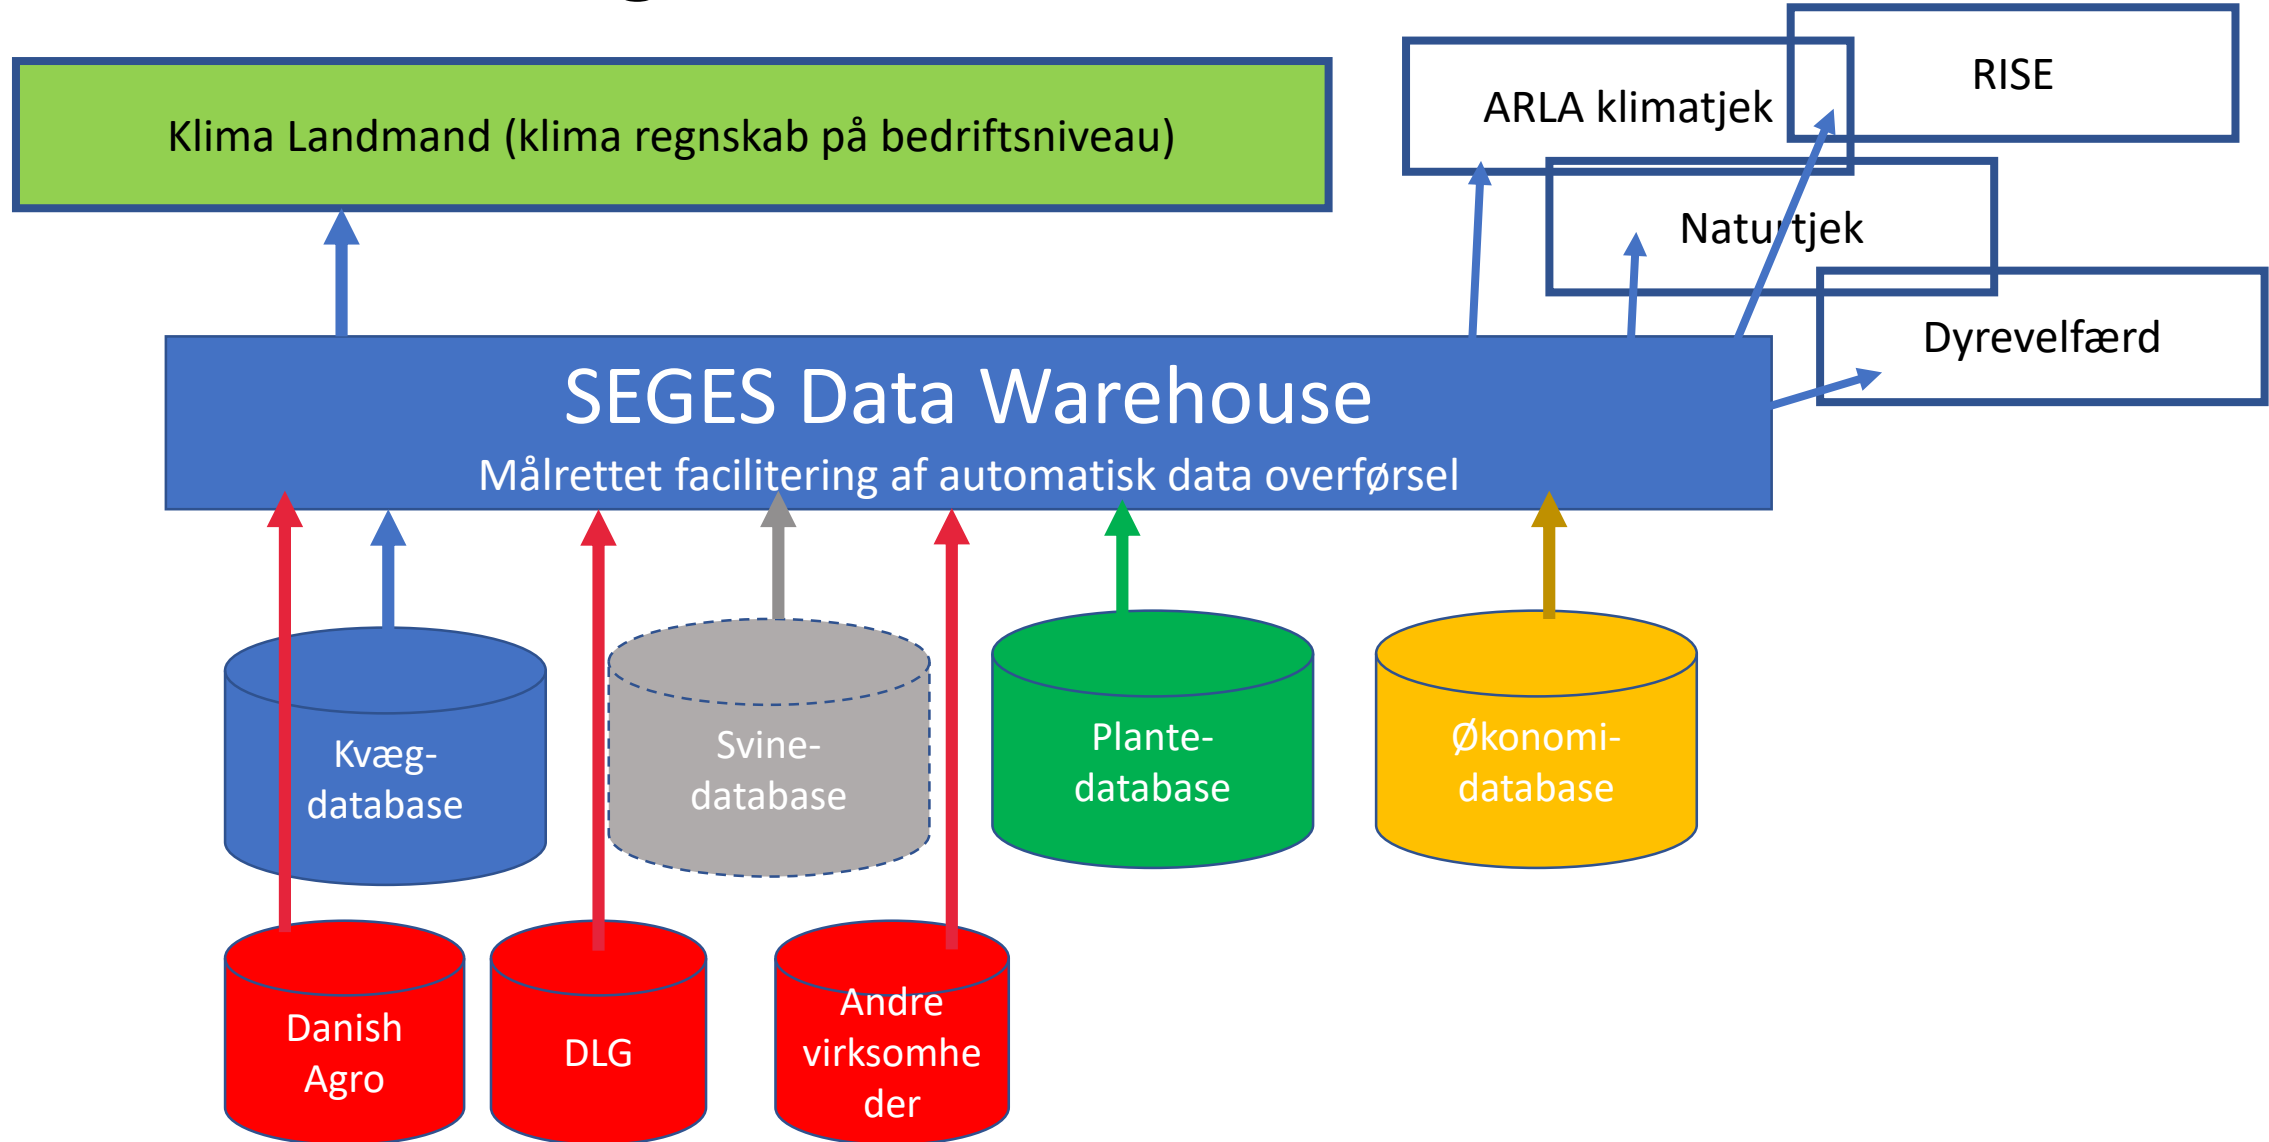 Klima Landmand (klima regnskab på bedriftsniveau)
ARLA klimatjek
RISE
Naturtjek
Dyrevelfærd
SEGES Data Warehouse
Målrettet facilitering af automatisk data overførsel
Kvæg-
database
Svine-
database
Plante-
database
Økonomi-
database
Danish
Agro
DLG
Andre
virksomhe
der